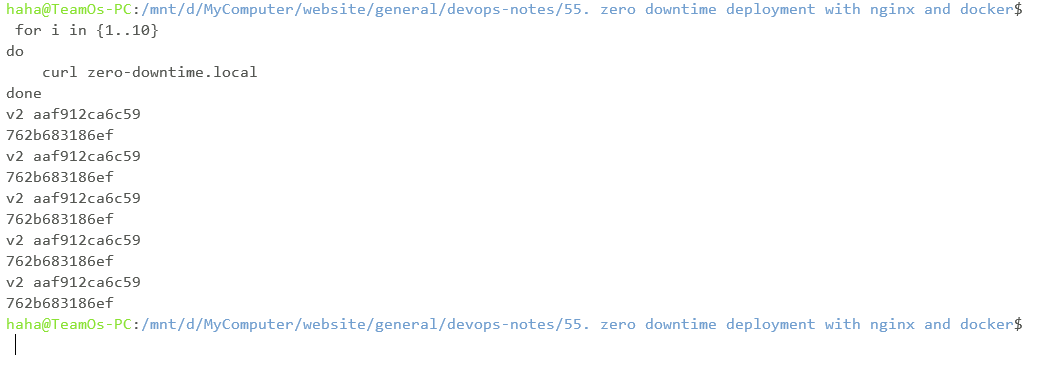 haha@TeamOs-PC:/mnt/d/MyComputer/website/general/devops-notes/55. zero downtime deployment with nginx and docker$
for i in {1..10}
do
    curl zero-downtime.local
done
v2 aaf912ca6c59
762b683186ef
v2 aaf912ca6c59
762b683186ef
v2 aaf912ca6c59
762b683186ef
v2 aaf912ca6c59
762b683186ef
v2 aaf912ca6c59
762b683186ef
haha@TeamOs-PC:/mnt/d/MyComputer/website/general/devops-notes/55. zero downtime deployment with nginx and docker$